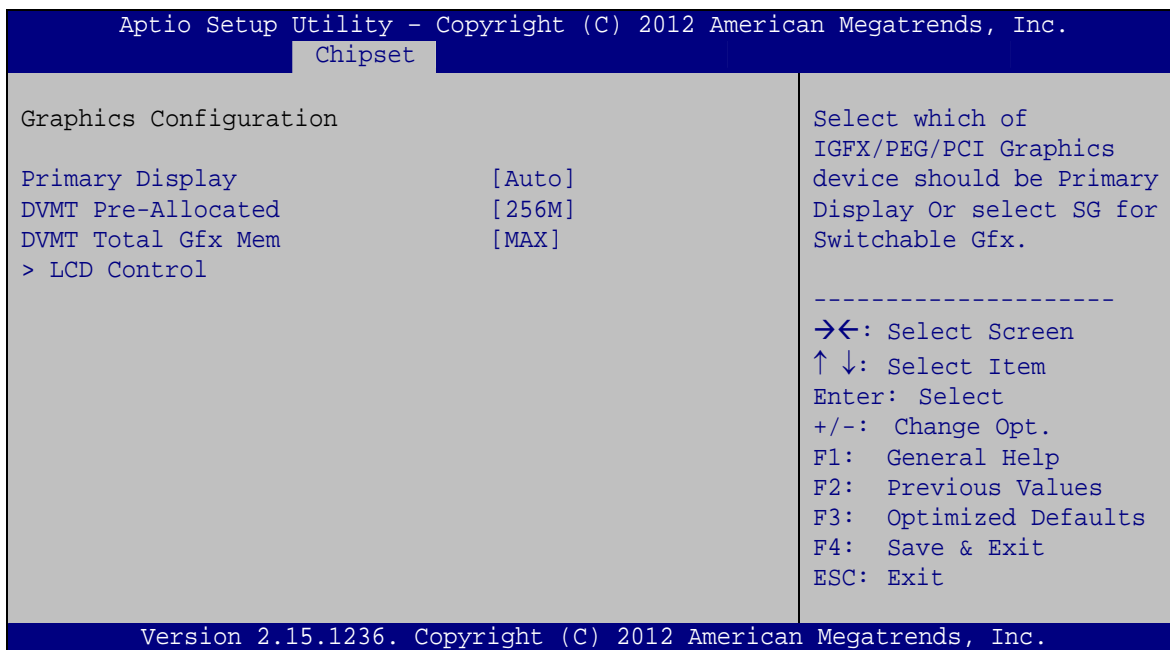 Aptio Setup Utility – Copyright (C) 2012 American Megatrends, Inc.
Chipset
Graphics Configuration
Primary Display [Auto]
DVMT Pre-Allocated [256M]
DVMT Total Gfx Mem [MAX]
> LCD Control
Select which of
IGFX/PEG/PCI Graphics
device should be Primary
Display Or select SG for
Switchable Gfx.
---------------------
→←: Select Screen
↑ ↓: Select Item
Enter: Select
+/-: Change Opt.
F1: General Help
F2: Previous Values
F3: Optimized Defaults
F4: Save & Exit
ESC: Exit
Version 2.15.1236. Copyright (C) 2012 American Megatrends, Inc.